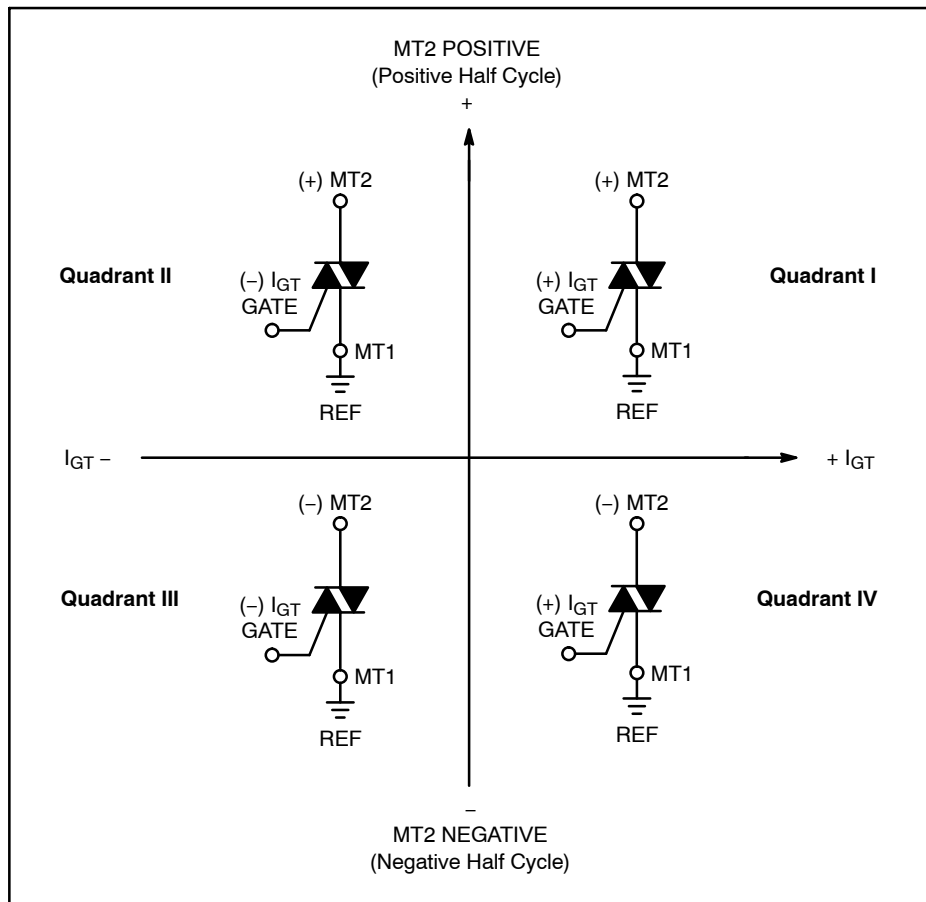 MT2 POSITIVE
(Positive Half Cycle)
+
(+) MT2
(+) MT2
Quadrant II
(−) IGT
GATE
(+) IGT
GATE
Quadrant I
MT1
MT1
REF
REF
IGT −
+ IGT
(−) MT2
(−) MT2
Quadrant III
(−) IGT
GATE
(+) IGT
GATE
Quadrant IV
MT1
MT1
REF
REF
−
MT2 NEGATIVE
(Negative Half Cycle)